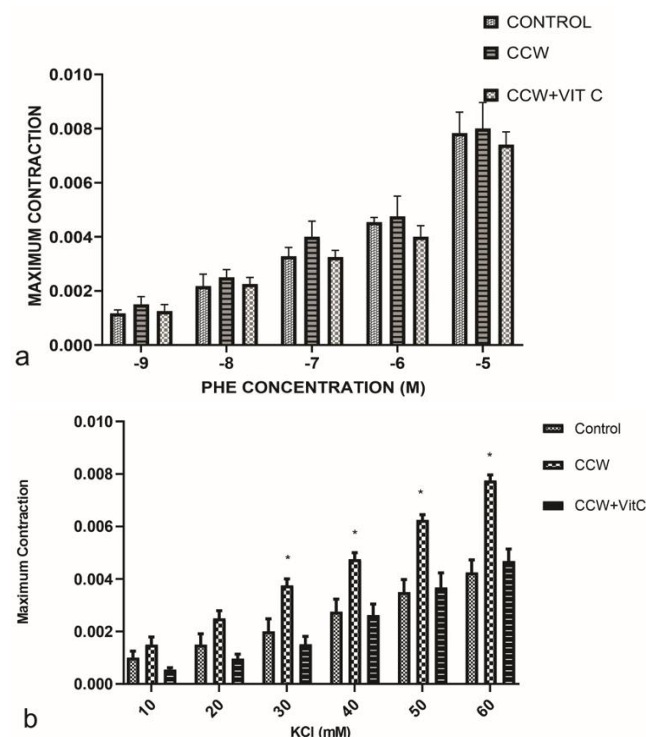 CONTROL
CCW
CCW+VIT C
MAXIMUM CONTRACTION
0.010
0.008
0.006
0.004
0.002
0.000
-9 -8 -7 -6 -5
PHE CONCENTRATION (M)
a
Control
CCW
CCW+VitC
Maximum Contraction
0.010
0.008
0.006
0.004
0.002
0.000
* * * *
10 20 30 40 50 60
KCl (mM)
b